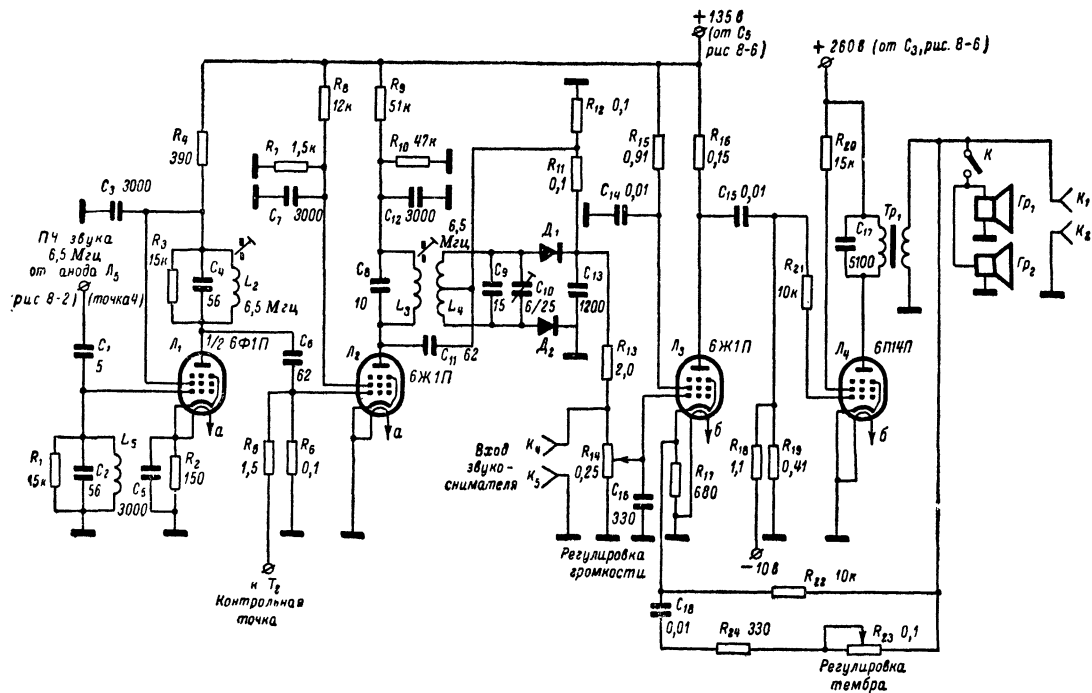 + 135 в
(от C₅
рис 8-6)
+ 260 в (от C₃, рис. 8-6)
R₈
12к
R₉
51к
R₁₂ 0,1
R₄
390
R₇ 1,5к
R₁₀ 47к
R₁₁
0,1
R₁₅
0,91
R₁₆
0,15
R₂₀
15к
К
Гр₁
Гр₂
К₁
К₂
C₃ 3000
C₇ 3000
C₁₂ 3000
C₁₄ 0,01
C₁₅ 0,01
Тр₁
C₁₇
5100
ПЧ звука
6,5 Мгц
от анода Л₅
рис 8-2) (точка 4)
R₃
15к
C₄
56
L₂
6,5 Мгц
C₈
10
L₃
6,5
Мгц
L₄
C₉
15
C₁₀
6/25
Д₁
Д₂
C₁₃
1200
R₂₁
10к
C₁
5
Л₁
1/2 6Ф1П
C₆
62
Л₂
6Ж1П
C₁₁ 62
R₁₃
2,0
Л₃
6Ж1П
Л₄
6П14П
а
а
б
б
R₁
1,5к
C₂
56
L₅
C₅
3000
R₂
150
R₆
1,5
R₆
0,1
Вход
звуко-
снимателя
К₄
К₅
R₁₄
0,25
C₁₆
330
R₁₇
680
R₁₈
1,1
R₁₉
0,41
Регулировка
громкости
– 10 в
к Т₂
Контрольная
точка
C₁₈
0,01
R₂₂ 10к
R₂₄ 330
R₂₃ 0,1
Регулировка
тембра